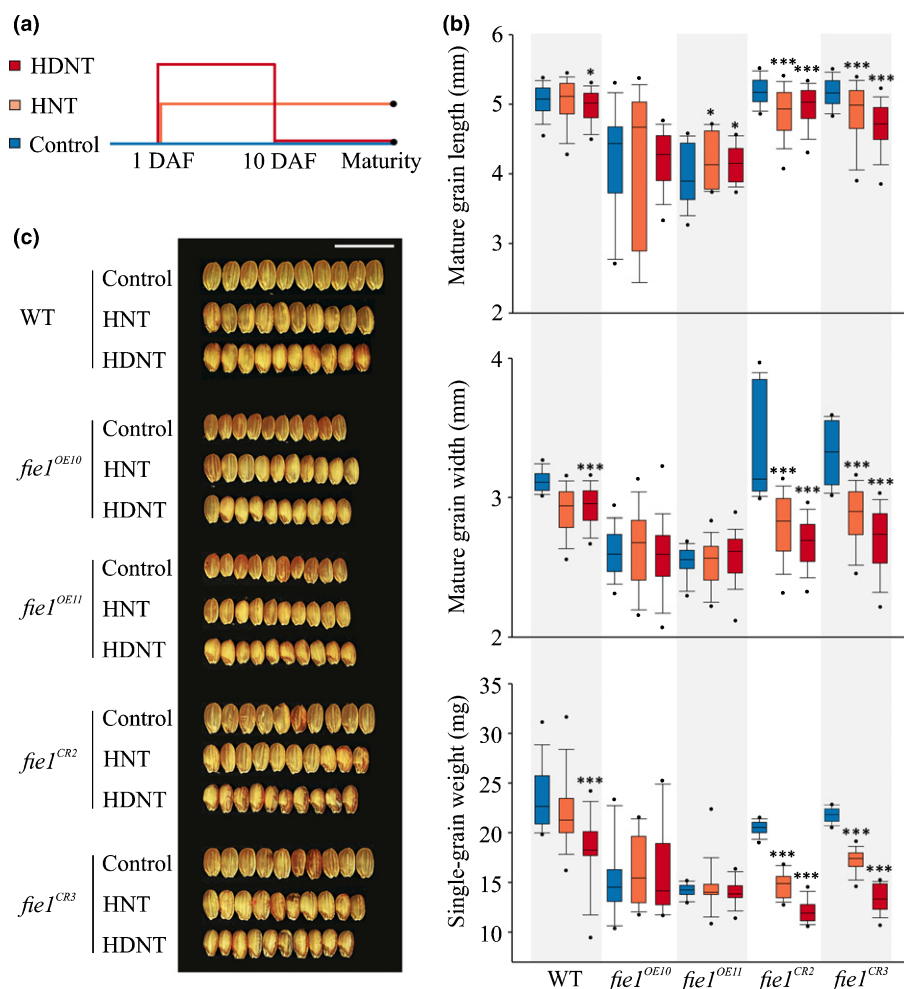 (a)
HDNT
HNT
Control
1 DAF 10 DAF Maturity
(b)
Mature grain length (mm)
6
5
4
3
2
* *** *** *** *** * *
Mature grain width (mm)
4
3
2
*** *** *** *** ***
Single-grain weight (mg)
35
30
25
20
15
10
*** *** *** *** ***
WT fie1OE10 fie1OE11 fie1CR2 fie1CR3
(c)
WT
Control
HNT
HDNT
fie1OE10
Control
HNT
HDNT
fie1OE11
Control
HNT
HDNT
fie1CR2
Control
HNT
HDNT
fie1CR3
Control
HNT
HDNT